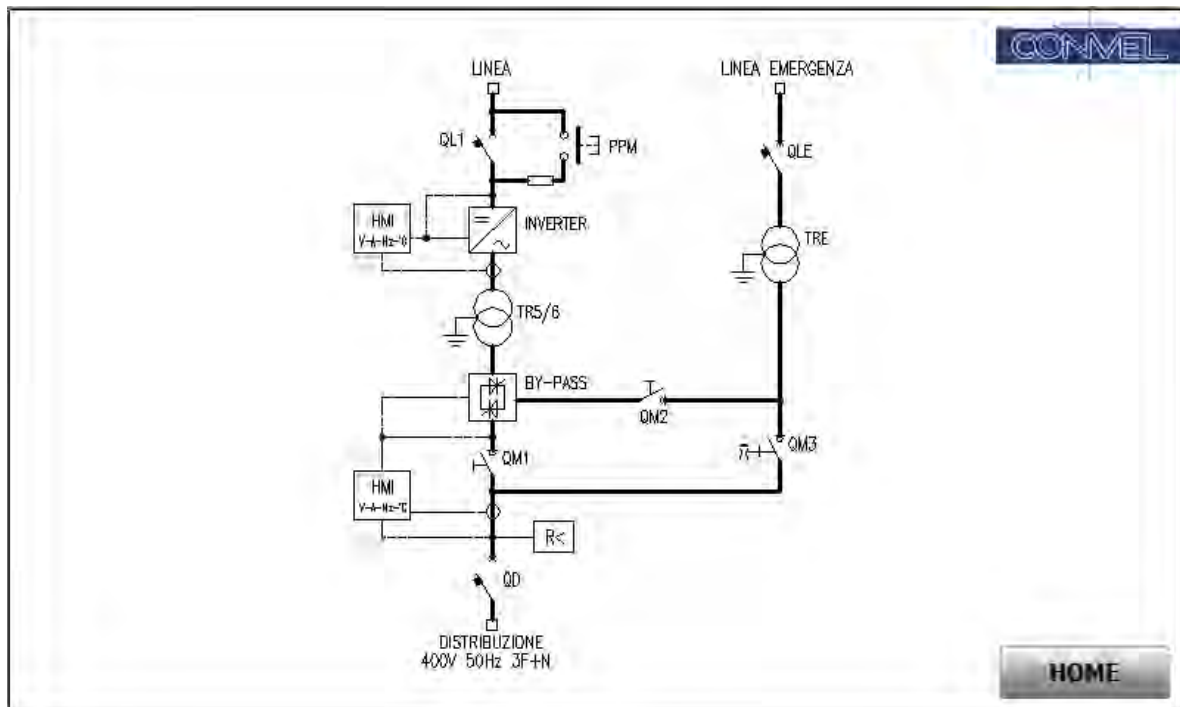 CONVEL
LINEA
LINEA EMERGENZA
QL1
PPM
QLE
HMI
V-A-Hz-°C
INVERTER
TRE
TR5/6
BY-PASS
QM2
QM1
QM3
HMI
V-A-Hz-°C
R<
QD
DISTRIBUZIONE
400V 50Hz 3F+N
HOME